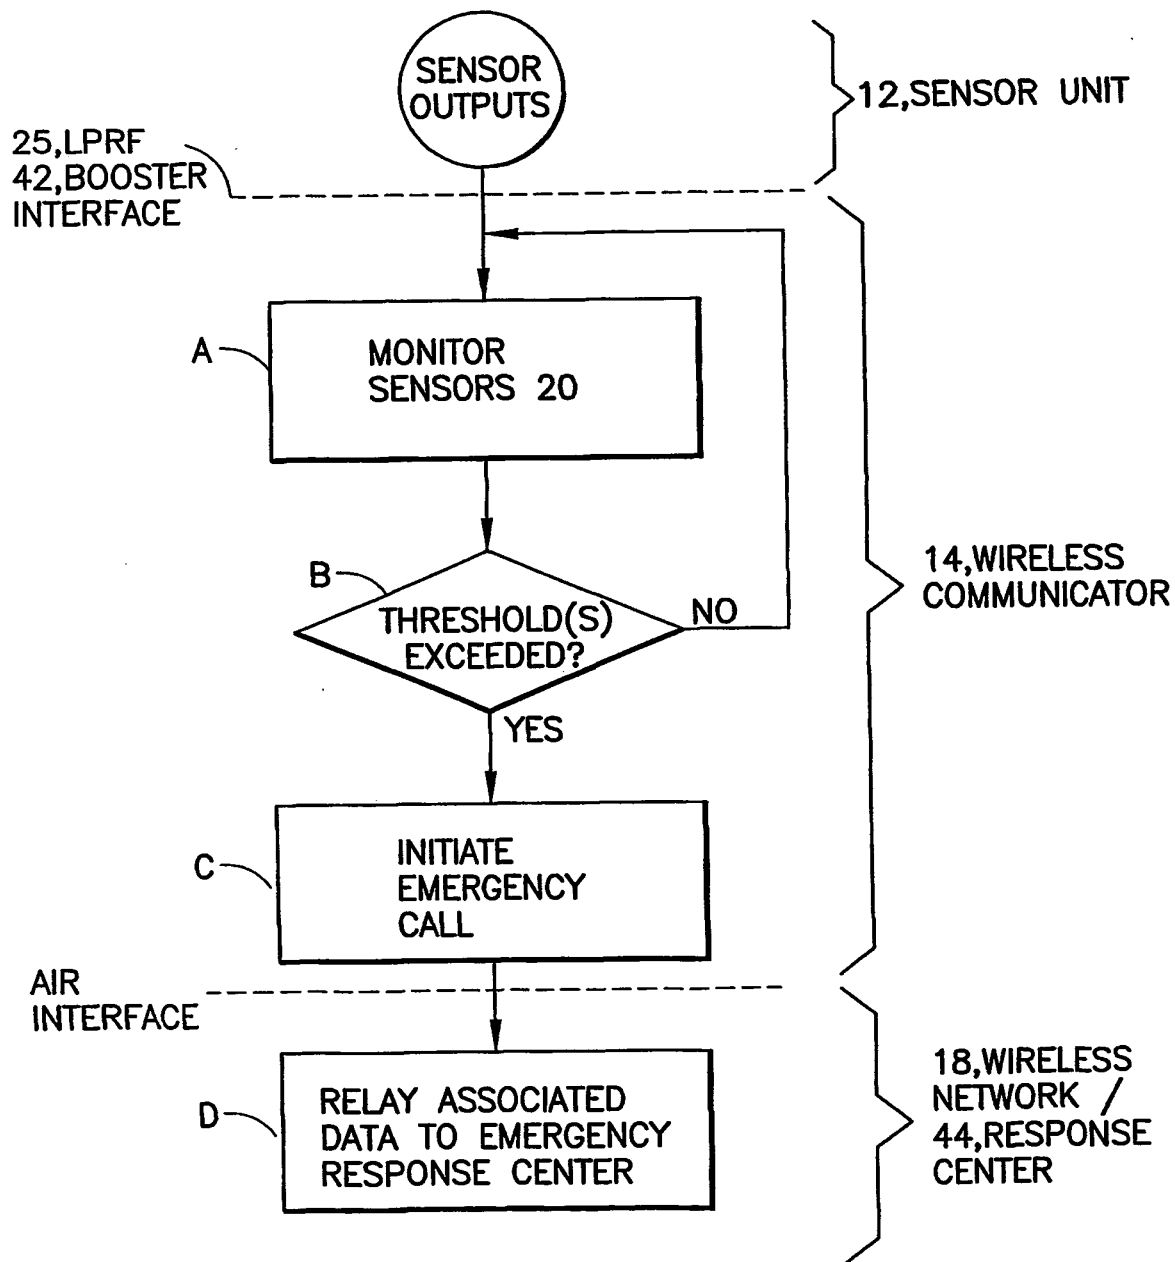 SENSOR
OUTPUTS
12,SENSOR UNIT
25,LPRF
42,BOOSTER
INTERFACE
A
MONITOR
SENSORS 20
B
THRESHOLD(S)
EXCEEDED?
NO
YES
14,WIRELESS
COMMUNICATOR
C
INITIATE
EMERGENCY
CALL
AIR
INTERFACE
D
RELAY ASSOCIATED
DATA TO EMERGENCY
RESPONSE CENTER
18,WIRELESS
NETWORK /
44,RESPONSE
CENTER